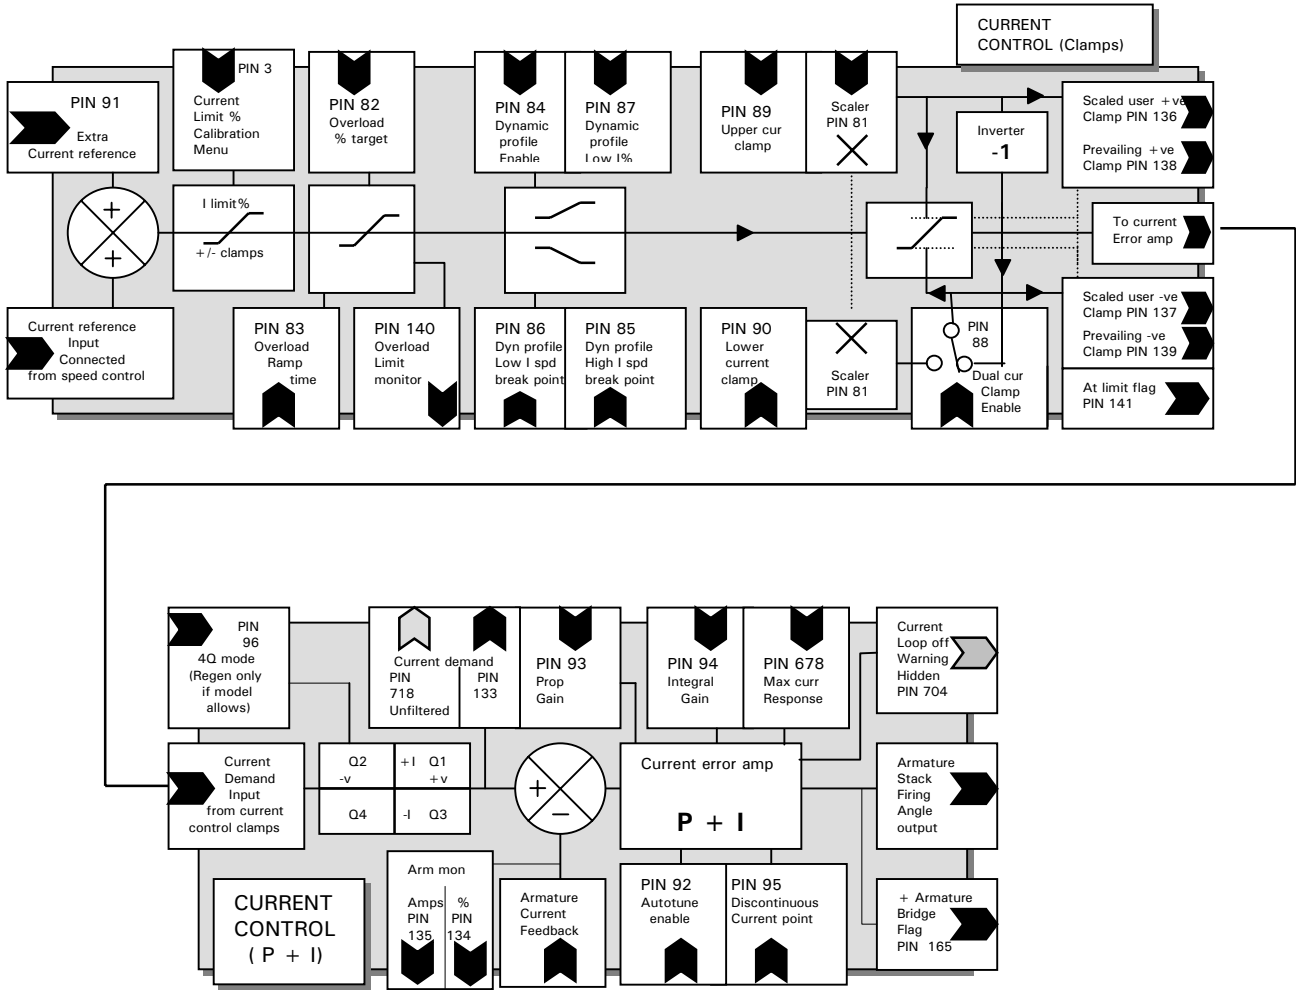 CURRENT
CONTROL (Clamps)
PIN 91
Extra
Current reference
PIN 3
Current
Limit %
Calibration
Menu
PIN 82
Overload
% target
PIN 84
Dynamic
profile
Enable
PIN 87
Dynamic
profile
Low I%
PIN 89
Upper cur
clamp
Scaler
PIN 81
Inverter
-1
Scaled user +ve
Clamp PIN 136
Prevailing +ve
Clamp PIN 138
+
+
I limit%
+/- clamps
To current
Error amp
Current reference
Input
Connected
from speed control
PIN 83
Overload
Ramp
time
PIN 140
Overload
Limit
monitor
PIN 86
Dyn profile
Low I spd
break point
PIN 85
Dyn profile
High I spd
break point
PIN 90
Lower
current
clamp
Scaler
PIN 81
PIN
88
Dual cur
Clamp
Enable
Scaled user -ve
Clamp PIN 137
Prevailing -ve
Clamp PIN 139
At limit flag
PIN 141
PIN
96
4Q mode
(Regen only
if model
allows)
Current demand
PIN
718
Unfiltered
PIN
133
PIN 93
Prop
Gain
PIN 94
Integral
Gain
PIN 678
Max curr
Response
Current
Loop off
Warning
Hidden
PIN 704
Current
Demand
Input
from current
control clamps
Q2
-v
+I Q1
+v
Q4
-I Q3
+
−
Current error amp
P + I
Armature
Stack
Firing
Angle
output
CURRENT
CONTROL
( P + I)
Arm mon
Amps
PIN
135
%
PIN
134
Armature
Current
Feedback
PIN 92
Autotune
enable
PIN 95
Discontinuous
Current point
+ Armature
Bridge
Flag
PIN 165